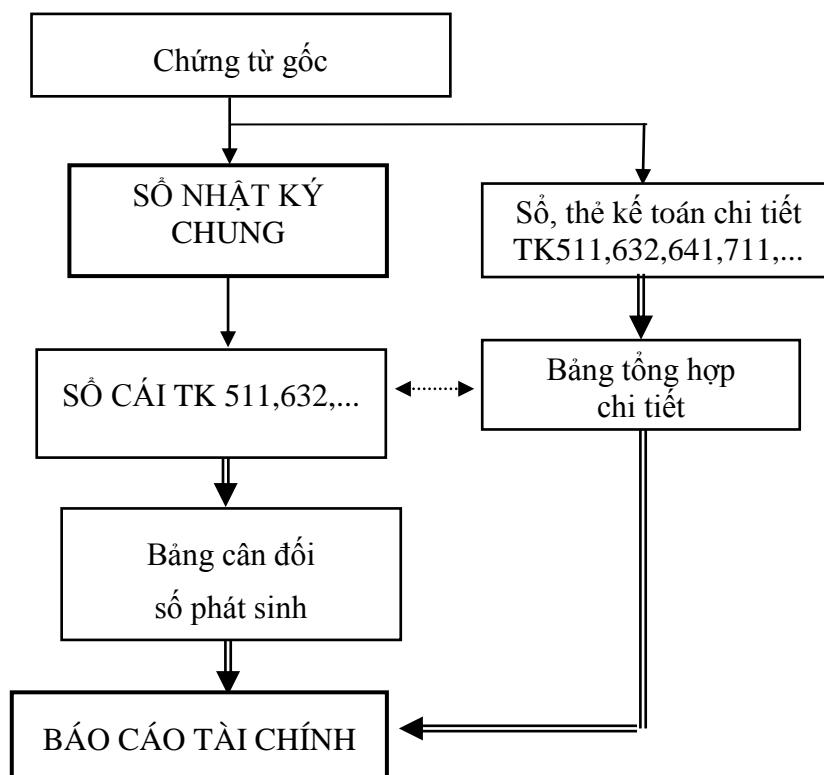 Chứng từ gốc
SỔ NHẬT KÝ
CHUNG
Sổ, thẻ kế toán chi tiết
TK511,632,641,711,...
SỔ CÁI TK 511,632,...
Bảng tổng hợp
chi tiết
Bảng cân đối
số phát sinh
BÁO CÁO TÀI CHÍNH